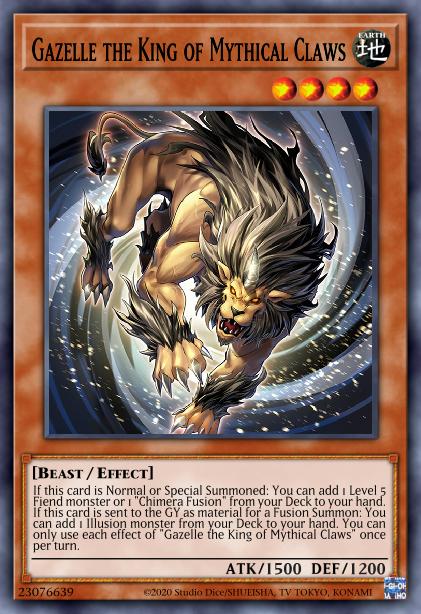 Gazelle the King of Mythical Claws
EARTH
地
[Beast / Effect]
If this card is Normal or Special Summoned: You can add 1 Level 5
Fiend monster or 1 "Chimera Fusion" from your Deck to your hand.
If this card is sent to the GY as material for a Fusion Summon: You
can add 1 Illusion monster from your Deck to your hand. You can
only use each effect of "Gazelle the King of Mythical Claws" once
per turn.
ATK/1500 DEF/1200
23076639
©2020 Studio Dice/SHUEISHA, TV TOKYO, KONAMI